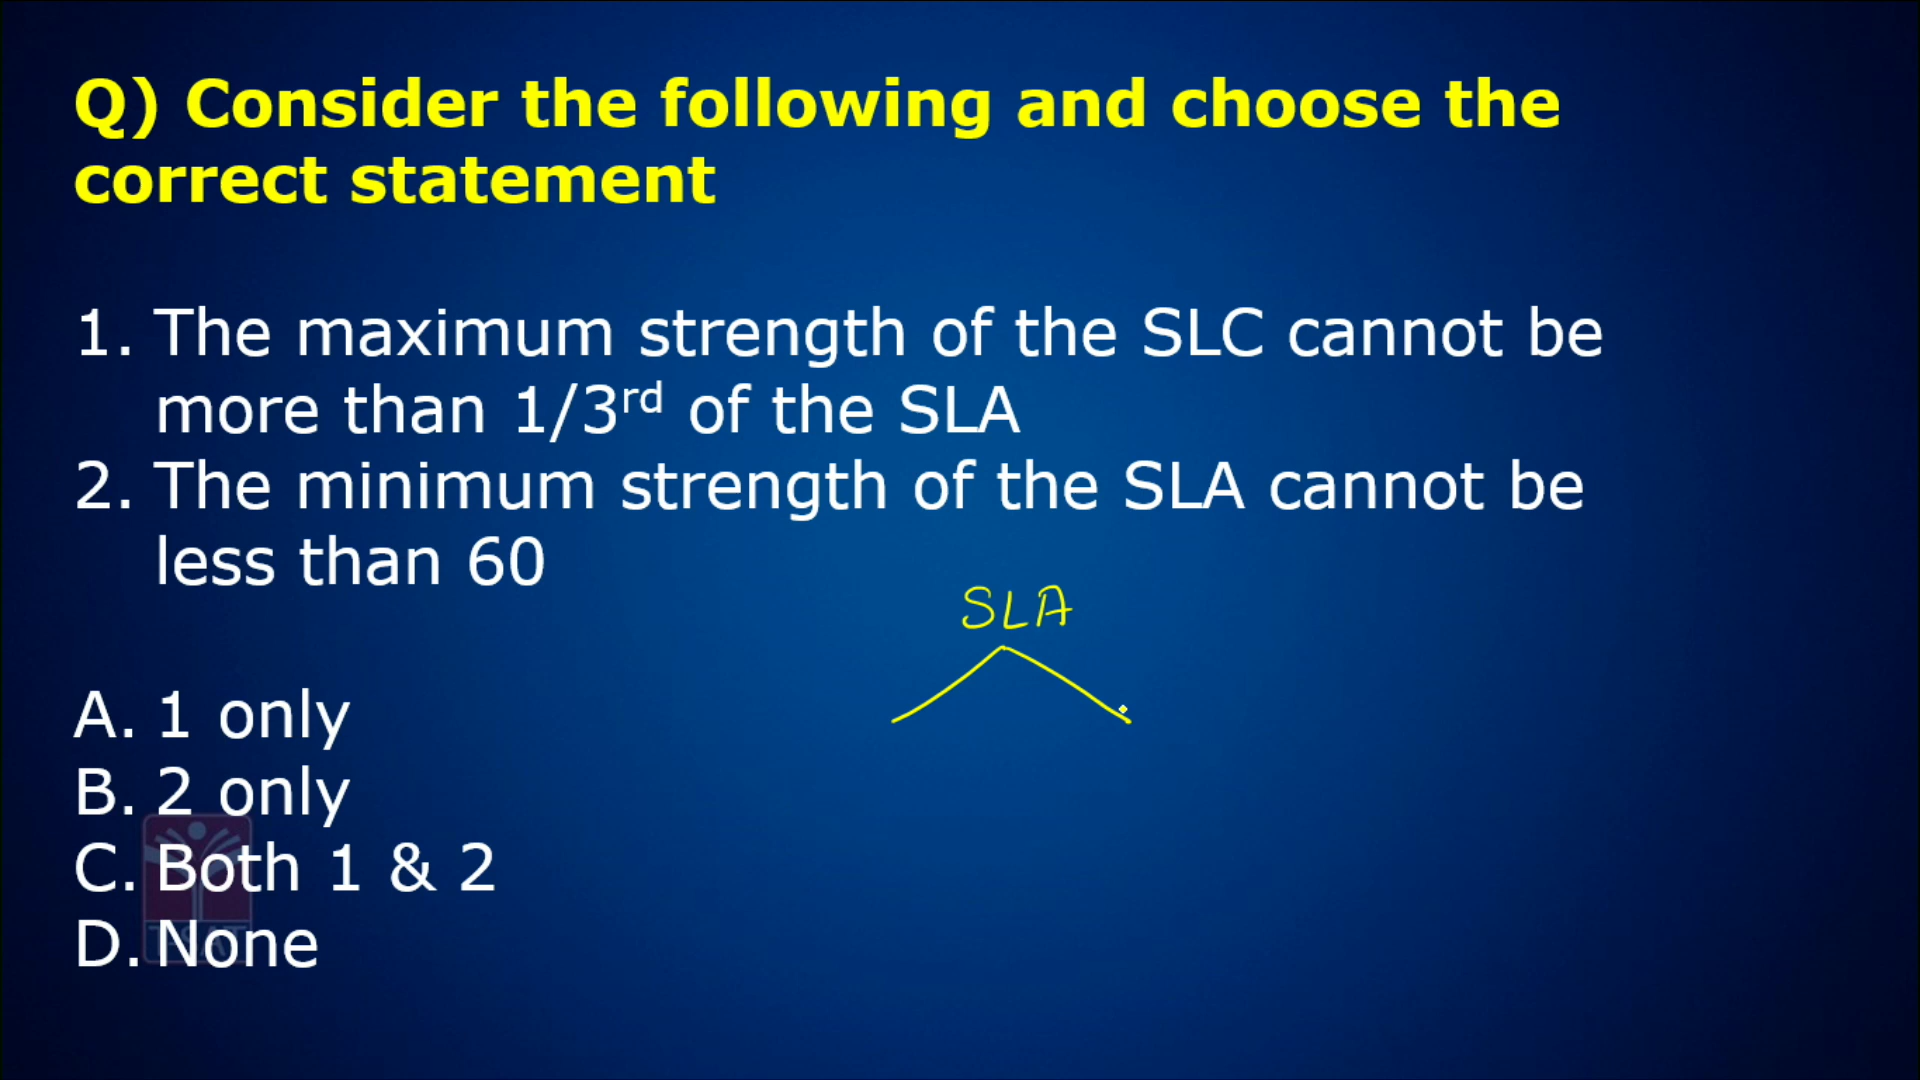 Q) Consider the following and choose the
correct statement
1. The maximum strength of the SLC cannot be
more than 1/3rd of the SLA
2. The minimum strength of the SLA cannot be
less than 60
SLA
A. 1 only
B. 2 only
C. Both 1 & 2
D. None
T-SAT